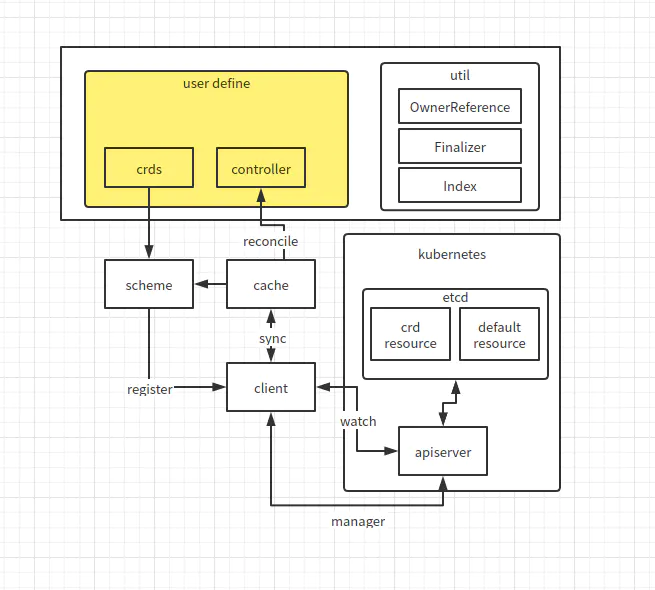 user define
crds
controller
util
OwnerReference
Finalizer
Index
reconcile
scheme
cache
sync
register
client
kubernetes
etcd
crd
resource
default
resource
watch
apiserver
manager